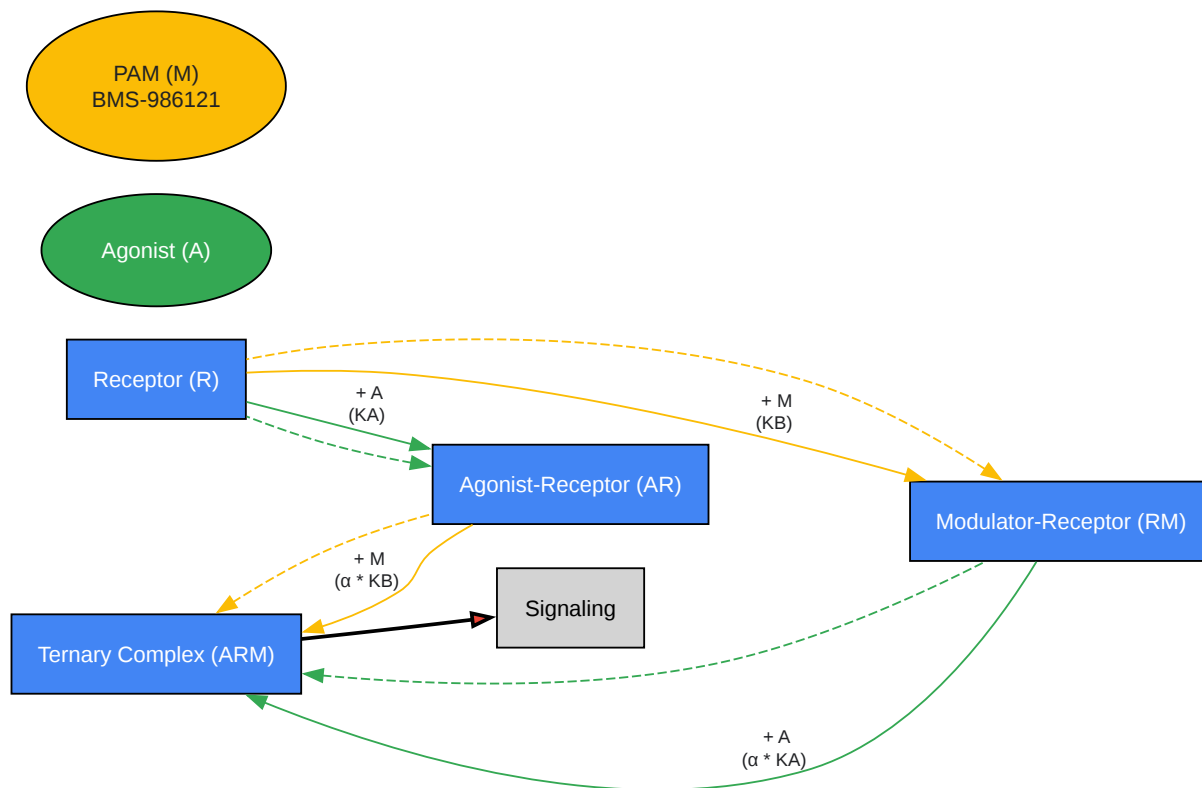 PAM (M)
BMS-986121
Agonist (A)
Receptor (R)
+ A
(KA)
+ M
(KB)
Agonist-Receptor (AR)
Modulator-Receptor (RM)
+ M
(α * KB)
Signaling
Ternary Complex (ARM)
+ A
(α * KA)